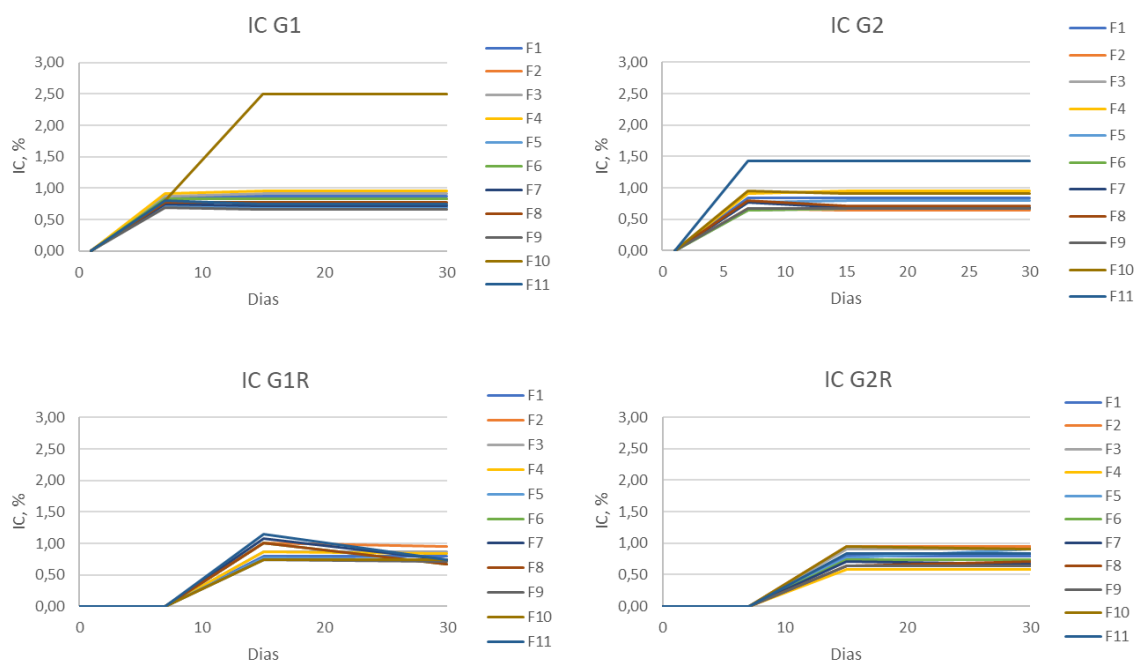 IC G1
3,00
2,50
2,00
1,50
1,00
0,50
0,00
IC, %
0
10
20
30
Dias
F1
F2
F3
F4
F5
F6
F7
F8
F9
F10
F11
IC G2
3,00
2,50
2,00
1,50
1,00
0,50
0,00
IC, %
0
5
10
15
20
25
30
Dias
F1
F2
F3
F4
F5
F6
F7
F8
F9
F10
F11
IC G1R
3,00
2,50
2,00
1,50
1,00
0,50
0,00
IC, %
0
10
20
30
Dias
F1
F2
F3
F4
F5
F6
F7
F8
F9
F10
F11
IC G2R
3,00
2,50
2,00
1,50
1,00
0,50
0,00
IC, %
0
10
20
30
Dias
F1
F2
F3
F4
F5
F6
F7
F8
F9
F10
F11